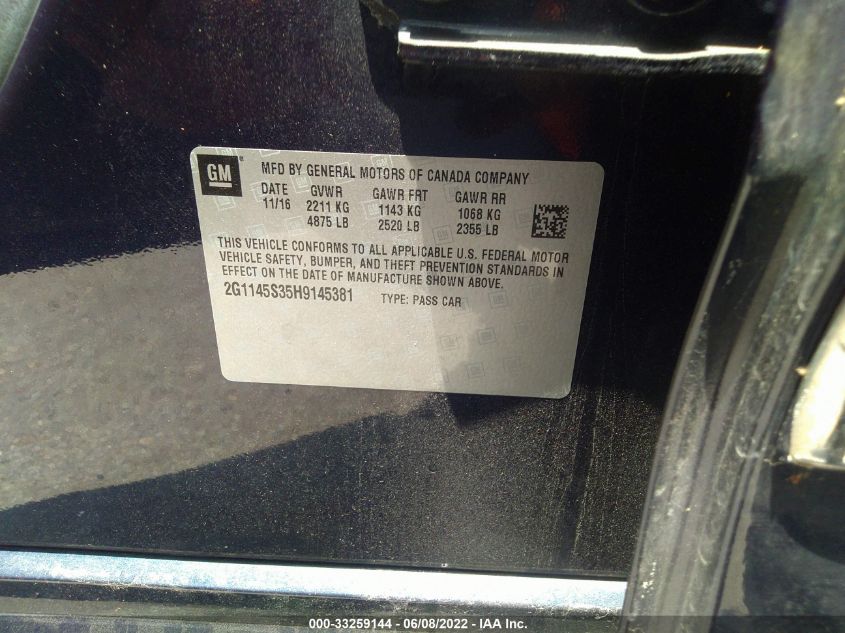 GM ® MFD BY GENERAL MOTORS OF CANADA COMPANY
DATE GVWR GAWR FRT GAWR RR
11/16 2211 KG 1143 KG 1068 KG
4875 LB 2520 LB 2355 LB
THIS VEHICLE CONFORMS TO ALL APPLICABLE U.S. FEDERAL MOTOR
VEHICLE SAFETY, BUMPER, AND THEFT PREVENTION STANDARDS IN
EFFECT ON THE DATE OF MANUFACTURE SHOWN ABOVE.
2G1145S35H9145381 TYPE: PASS CAR
000-33259144 - 06/08/2022 - IAA Inc.